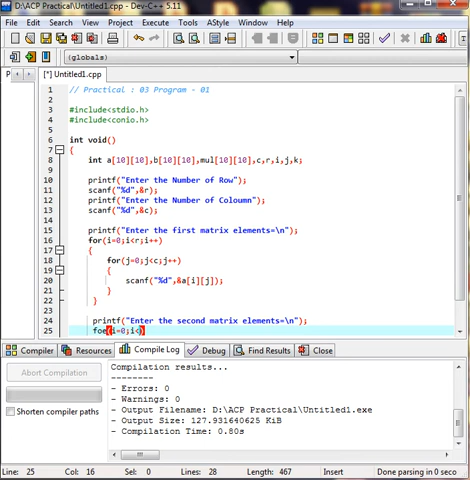 D:\ACP Practical\Untitled1.cpp - Dev-C++ 5.11
File Edit Search View Project Execute Tools AStyle Window Help
(globals)
P
[*] Untitled1.cpp
1 // Practical : 03 Program - 01
2
3 #include<stdio.h>
4 #include<conio.h>
5
6 int void()
7 {
8 int a[10][10],b[10][10],mul[10][10],c,r,i,j,k;
9
10 printf("Enter the Number of Row");
11 scanf("%d",&r);
12 printf("Enter the Number of Coloumn");
13 scanf("%d",&c);
14
15 printf("Enter the first matrix elements=\n");
16 for(i=0;i<r;i++)
17 {
18 for(j=0;j<c;j++)
19 {
20 scanf("%d",&a[i][j]);
21 }
22 }
23
24 printf("Enter the second matrix elements=\n");
25 foe(i=0;i<)
Compiler Resources Compile Log Debug Find Results Close
Abort Compilation
Shorten compiler paths
Compilation results...
--------
- Errors: 0
- Warnings: 0
- Output Filename: D:\ACP Practical\Untitled1.exe
- Output Size: 127.931640625 KiB
- Compilation Time: 0.80s
Line: 25 Col: 16 Sel: 0 Lines: 28 Length: 467 Insert Done parsing in 0 seco